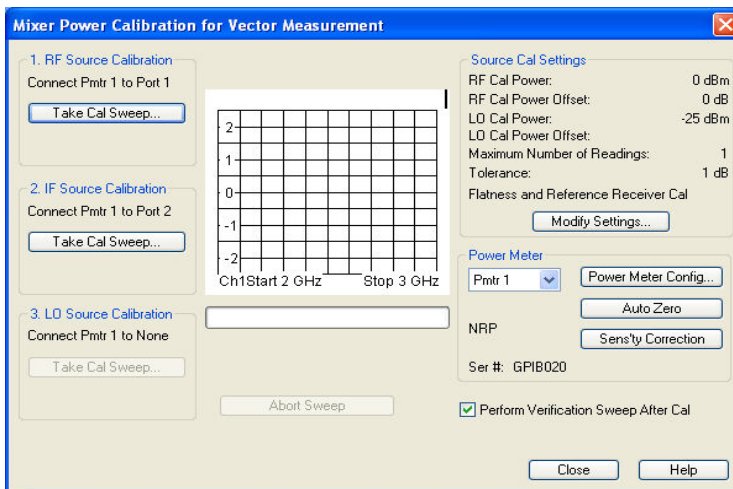 Mixer Power Calibration for Vector Measurement
1. RF Source Calibration
Connect Pmtr 1 to Port 1
Take Cal Sweep...
2. IF Source Calibration
Connect Pmtr 1 to Port 2
Take Cal Sweep...
3. LO Source Calibration
Connect Pmtr 1 to None
Take Cal Sweep...
2
1
0
-1
-2
Ch1Start 2 GHz Stop 3 GHz
Abort Sweep
Source Cal Settings
RF Cal Power: 0 dBm
RF Cal Power Offset: 0 dB
LO Cal Power: -25 dBm
LO Cal Power Offset:
Maximum Number of Readings: 1
Tolerance: 1 dB
Flatness and Reference Receiver Cal
Modify Settings...
Power Meter
Pmtr 1
Power Meter Config...
Auto Zero
NRP
Sens'ty Correction
Ser #: GPIB020
Perform Verification Sweep After Cal
Close
Help